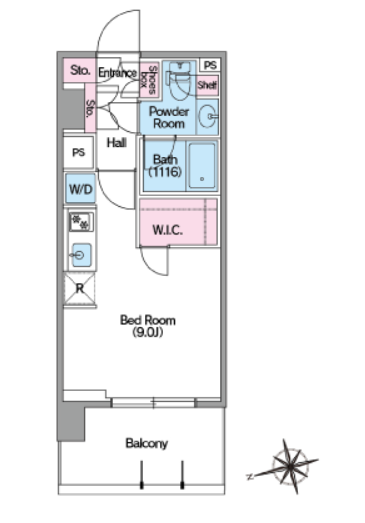 Sto.
Entrance
Shoes
box
PS
Shelf
Sto.
Powder
Room
Hall
PS
Bath
(1116)
W/D
W.I.C.
R
Bed Room
(9.0J)
Balcony
N